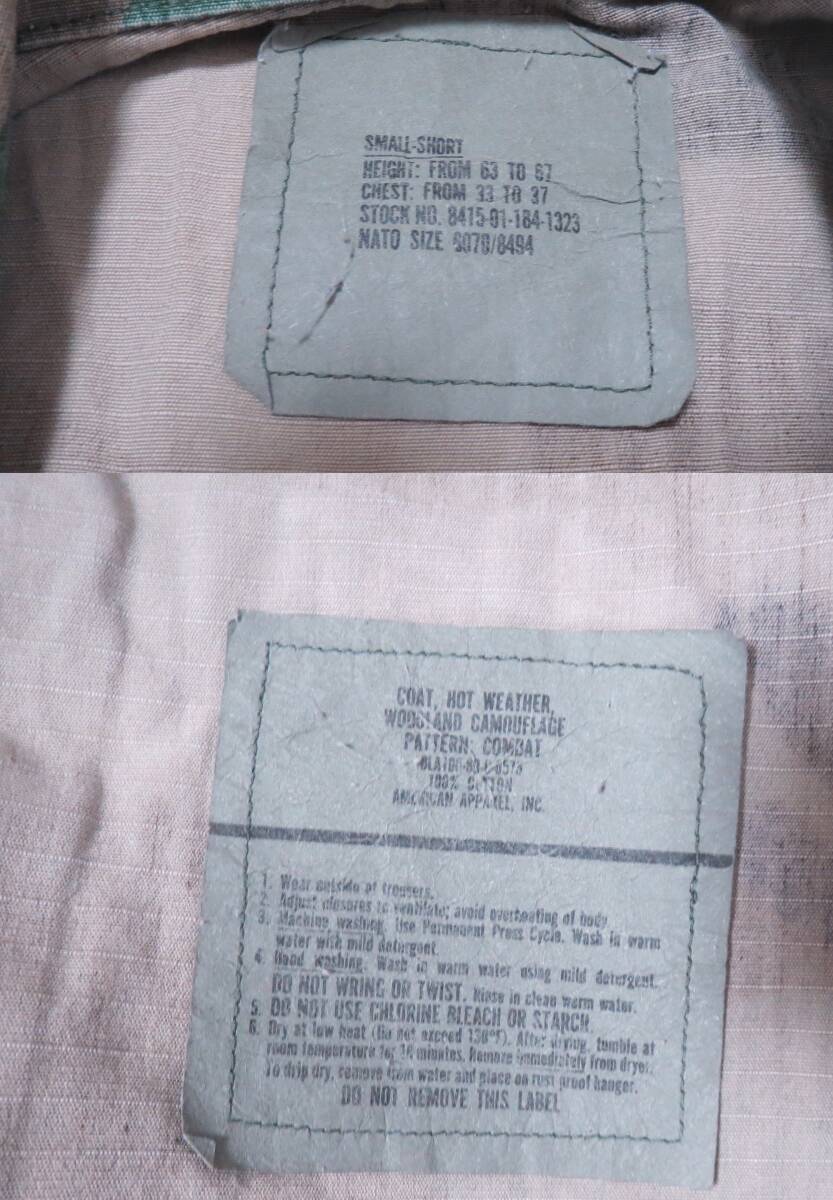 SMALL-SHORT
HEIGHT: FROM 63 TO 67
CHEST: FROM 33 TO 37
STOCK NO. 8415-01-184-1323
NATO SIZE 6070/8494
COAT, HOT WEATHER,
WOODLAND CAMOUFLAGE
PATTERN: COMBAT
100% COTTON
AMERICAN APPAREL, INC.
1. Wear outside of trousers.
2. Adjust closures to ventilate; avoid overheating of body.
3. Machine washing. Use Permanent Press Cycle. Wash in warm
water with mild detergent.
4. Hand washing. Wash in warm water using mild detergent.
DO NOT WRING OR TWIST. Rinse in clean warm water.
5. DO NOT USE CHLORINE BLEACH OR STARCH.
6. Dry at low heat (Do not exceed 130°F). After drying, tumble at
room temperature for 10 minutes. Remove immediately from dryer.
To drip dry, remove from water and place on rust proof hanger.
DO NOT REMOVE THIS LABEL